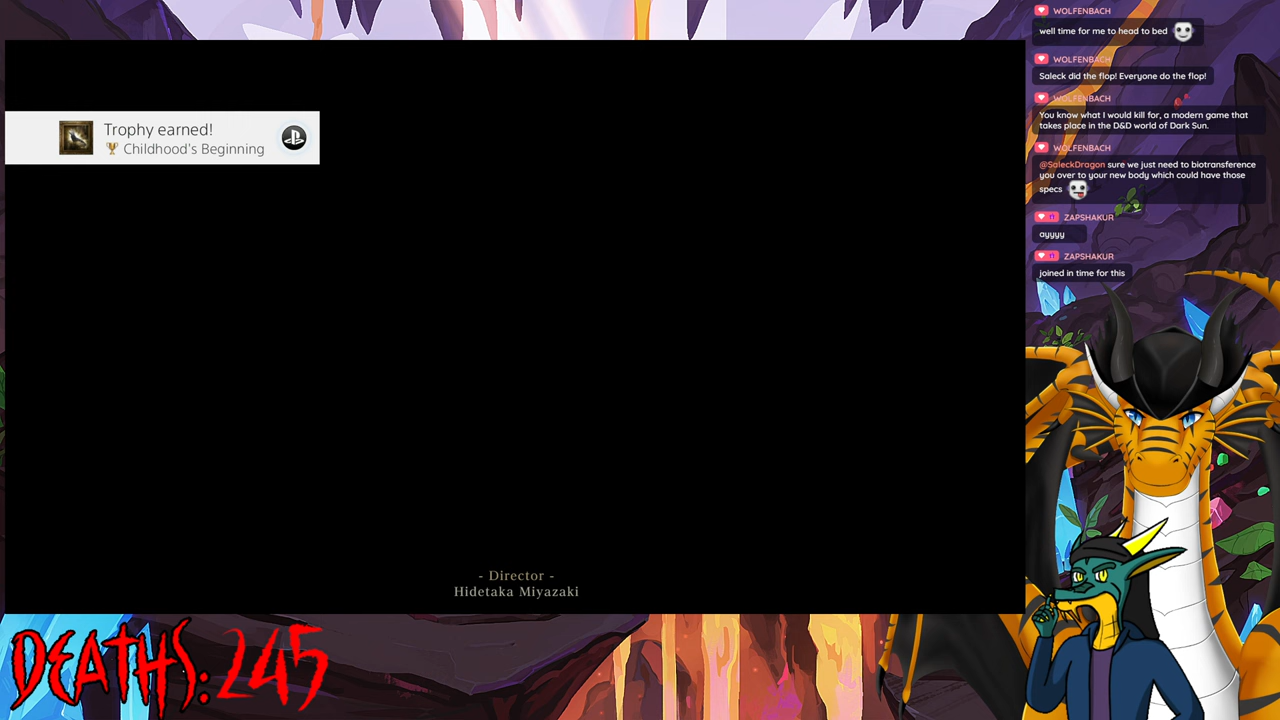 Trophy earned!
Childhood's Beginning
- Director -
Hidetaka Miyazaki
DEATHS: 245
WOLFENBACH
well time for me to head to bed
WOLFENBACH
Saleck did the flop! Everyone do the flop!
WOLFENBACH
You know what I would kill for, a modern game that
takes place in the D&D world of Dark Sun.
WOLFENBACH
@SaleckDragon sure we just need to biotransference
you over to your new body which could have those
specs
ZAPSHAKUR
ayyyy
ZAPSHAKUR
joined in time for this